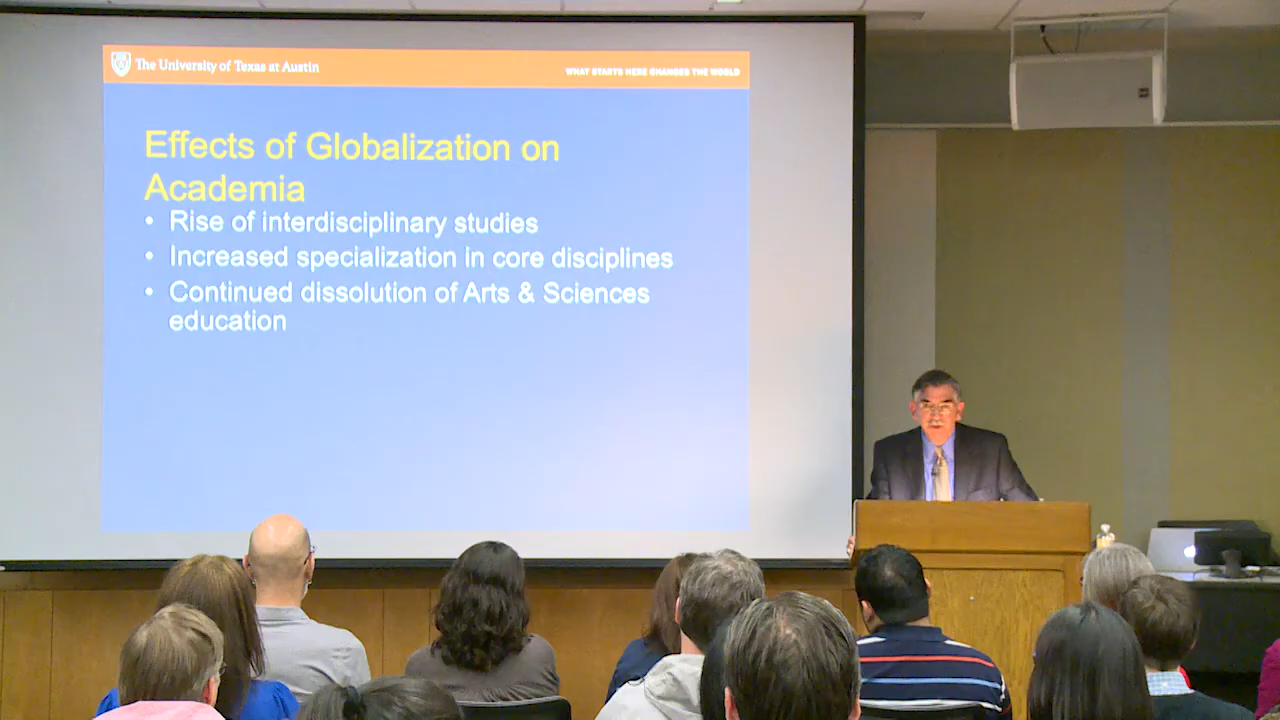 The University of Texas at Austin
WHAT STARTS HERE CHANGES THE WORLD
Effects of Globalization on
Academia
• Rise of interdisciplinary studies
• Increased specialization in core disciplines
• Continued dissolution of Arts & Sciences
education